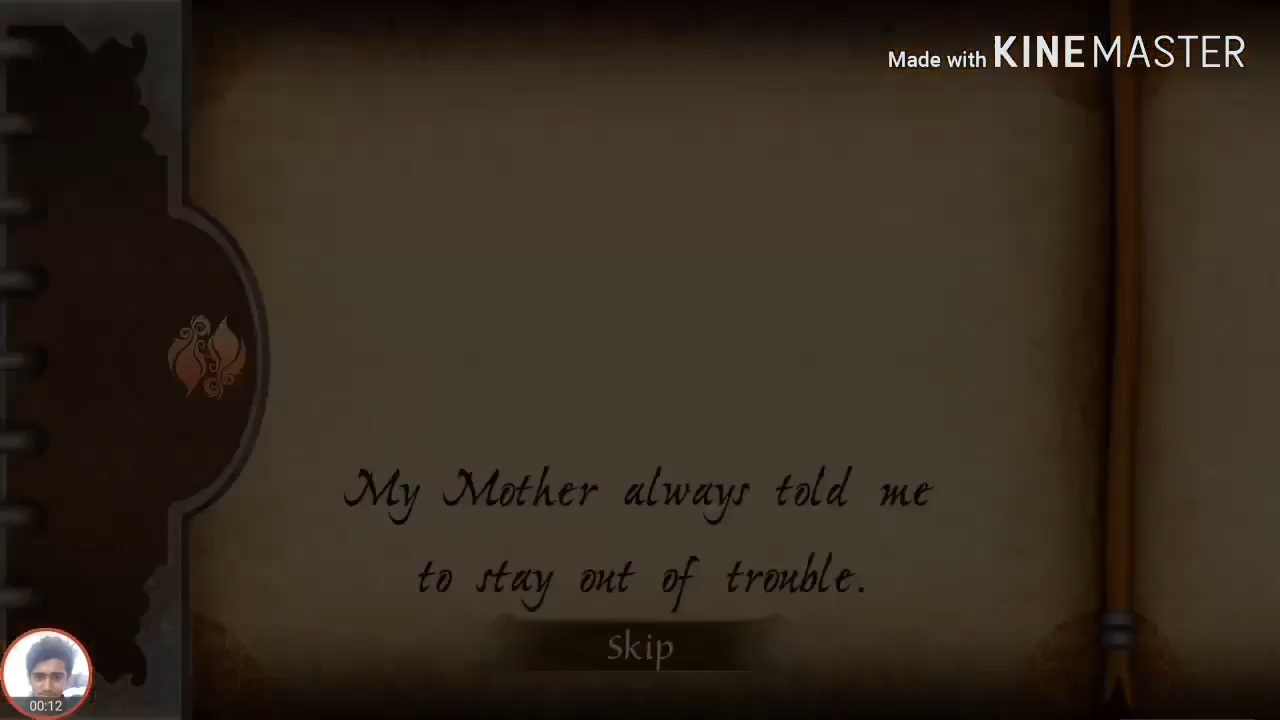 Made with KINEMASTER
My Mother always told me
to stay out of trouble.
Skip
00:12